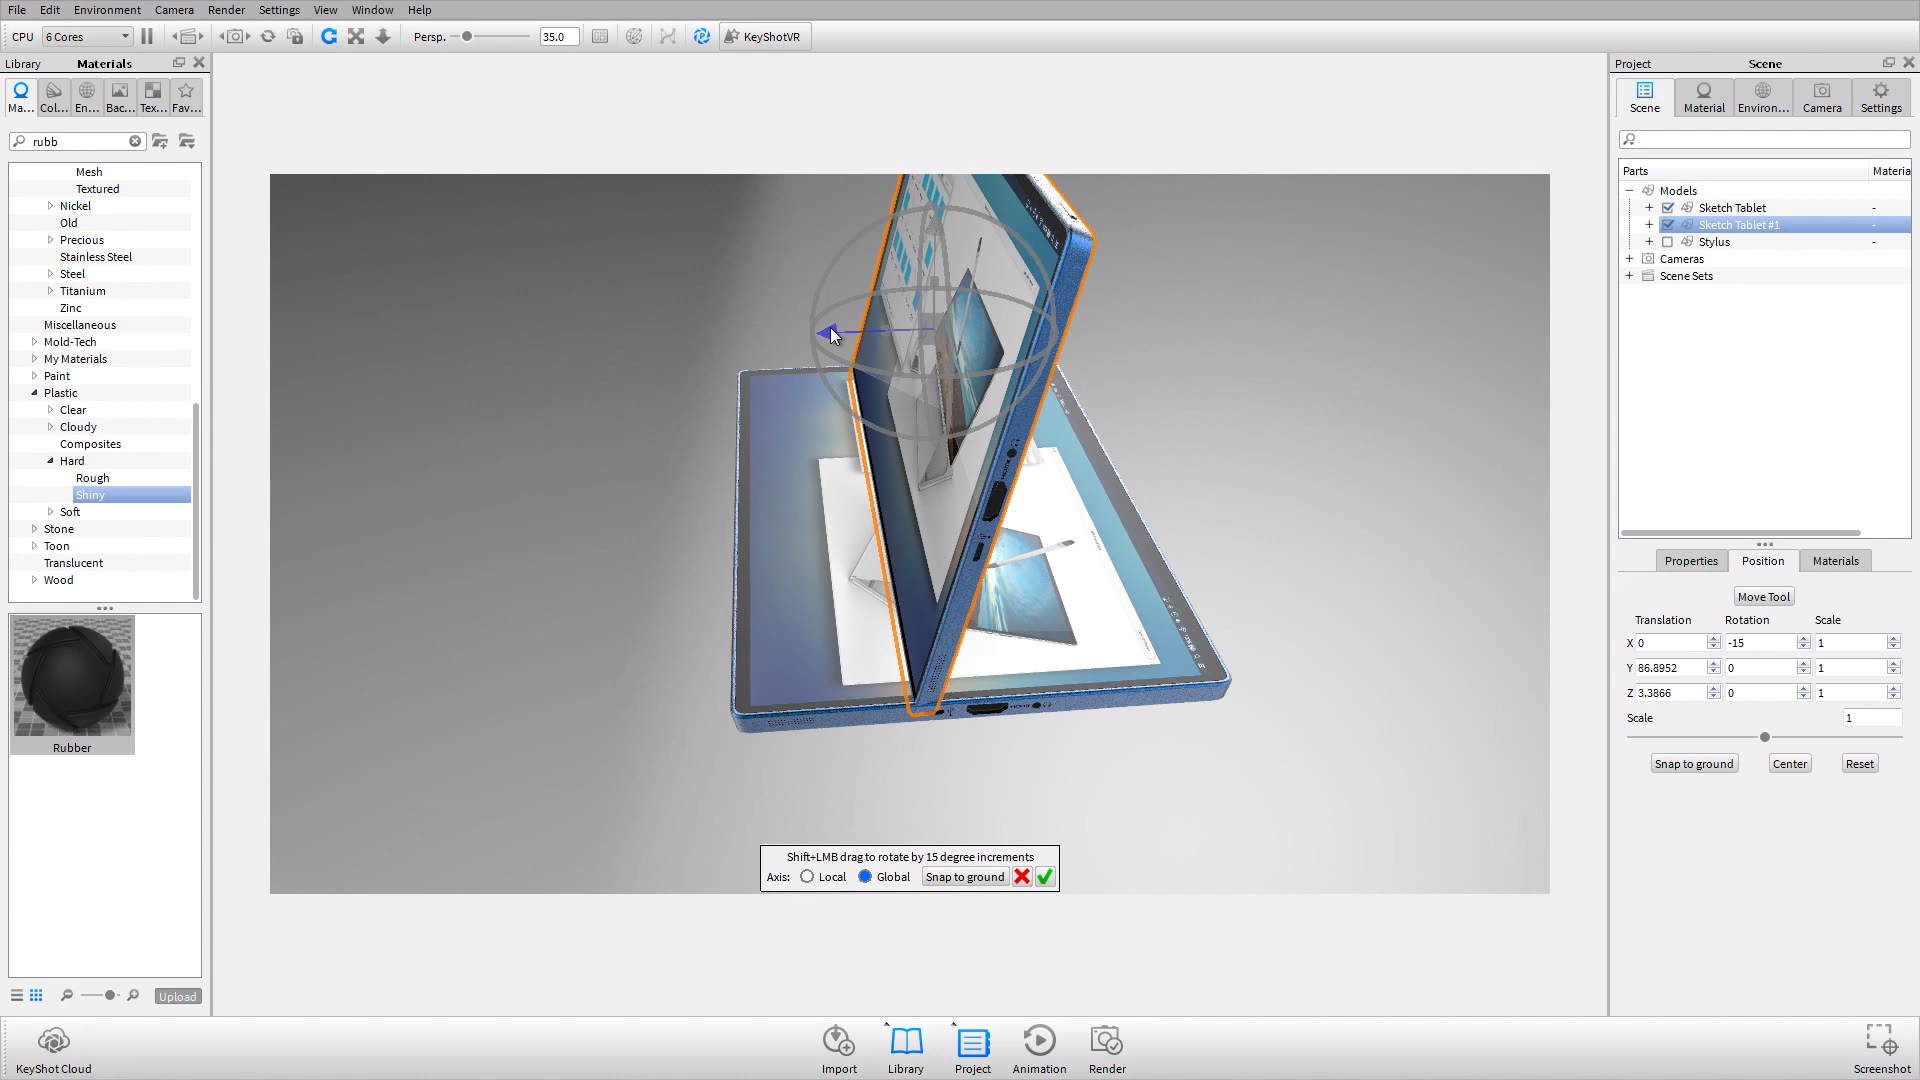 File Edit Environment Camera Render Settings View Window Help
CPU 6 Cores Persp. 35.0 KeyShotVR
Library Materials
Ma... Col... En... Bac... Tex... Fav...
rubb
Mesh
Textured
Nickel
Old
Precious
Stainless Steel
Steel
Titanium
Zinc
Miscellaneous
Mold-Tech
My Materials
Paint
Plastic
Clear
Cloudy
Composites
Hard
Rough
Shiny
Soft
Stone
Toon
Translucent
Wood
Rubber
Upload
HDMI
HDMI
Shift+LMB drag to rotate by 15 degree increments
Axis: Local Global Snap to ground
Project Scene
Scene Material Environ... Camera Settings
Parts Materia
Models
Sketch Tablet -
Sketch Tablet #1 -
Stylus -
Cameras
Scene Sets
Properties Position Materials
Move Tool
Translation Rotation Scale
X 0 -15 1
Y 86.8952 0 1
Z 3.3866 0 1
Scale 1
Snap to ground Center Reset
KeyShot Cloud Import Library Project Animation Render Screenshot